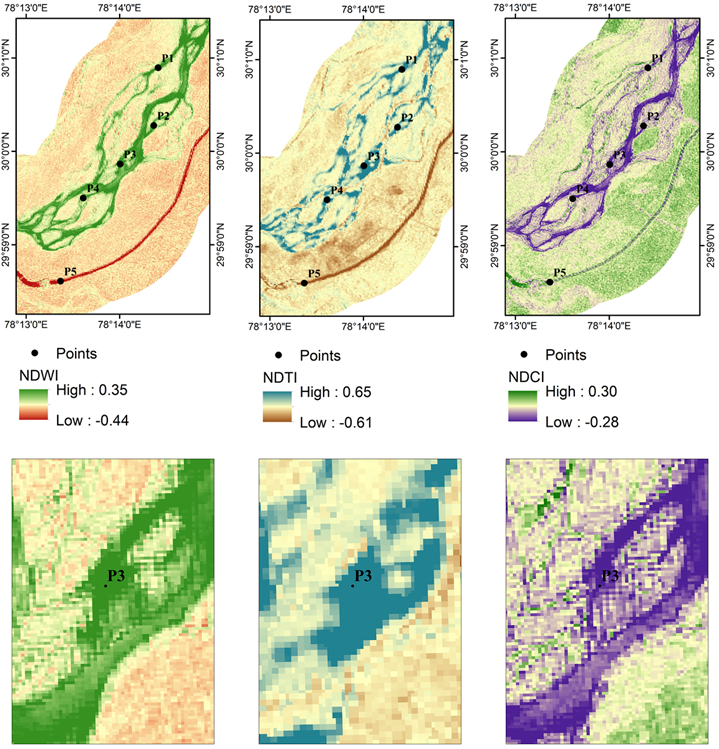 78°13'0"E 78°14'0"E
78°13'0"E 78°14'0"E
78°13'0"E 78°14'0"E
30°1'0"N
30°0'0"N
29°59'0"N
P1
P2
P3
P4
P5
78°13'0"E 78°14'0"E
30°1'0"N
30°0'0"N
29°59'0"N
P1
P2
P3
P4
P5
78°13'0"E 78°14'0"E
30°1'0"N
30°0'0"N
29°59'0"N
P1
P2
P3
P4
P5
78°13'0"E 78°14'0"E
Points
NDWI
High : 0.35
Low : -0.44
Points
NDTI
High : 0.65
Low : -0.61
Points
NDCI
High : 0.30
Low : -0.28
P3
P3
P3